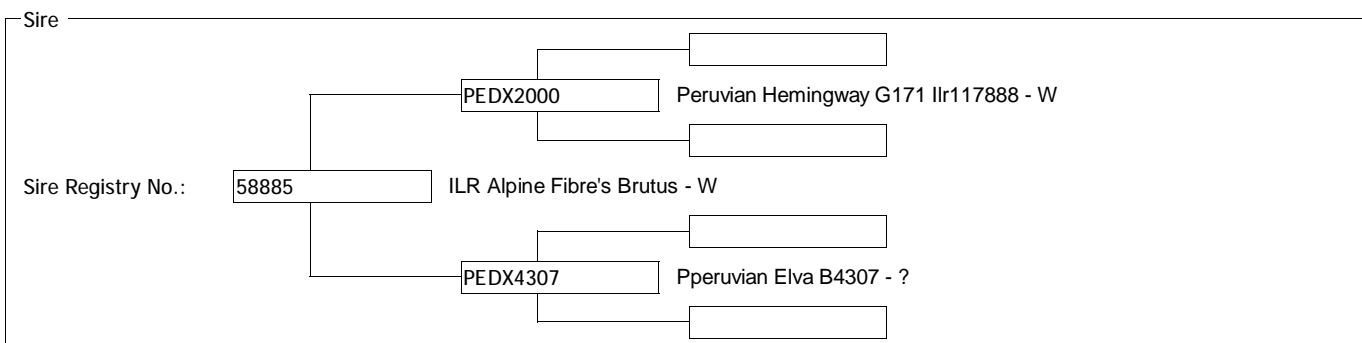 Sire
PEDX2000 Peruvian Hemingway G171 Ilr117888 - W
Sire Registry No.: 58885 ILR Alpine Fibre's Brutus - W
PEDX4307 Pperuvian Elva B4307 - ?